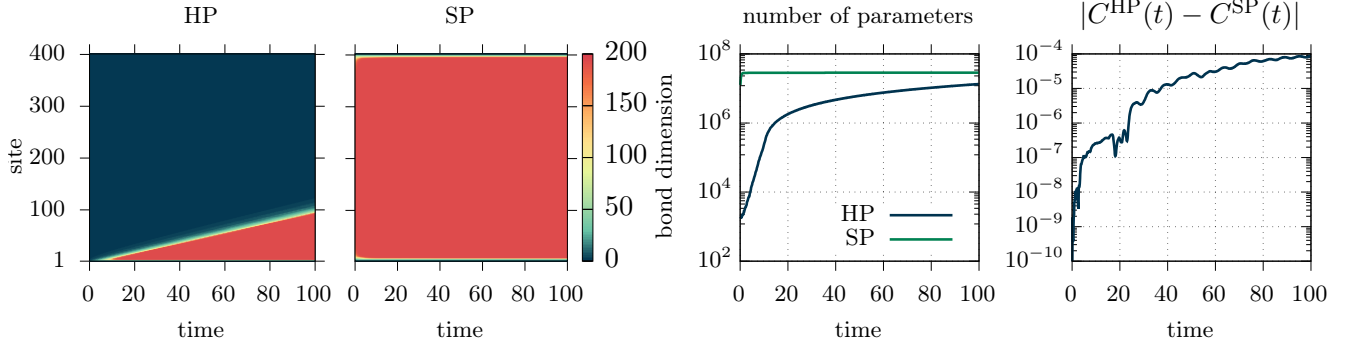 HP
400
300
200
100
1
site
0 20 40 60 80 100
time
SP
0 20 40 60 80 100
time
200
150
100
50
0
bond dimension
number of parameters
10^8
10^6
10^4
10^2
HP
SP
0 20 40 60 80 100
time
|C^HP(t) − C^SP(t)|
10^−4
10^−5
10^−6
10^−7
10^−8
10^−9
10^−10
0 20 40 60 80 100
time